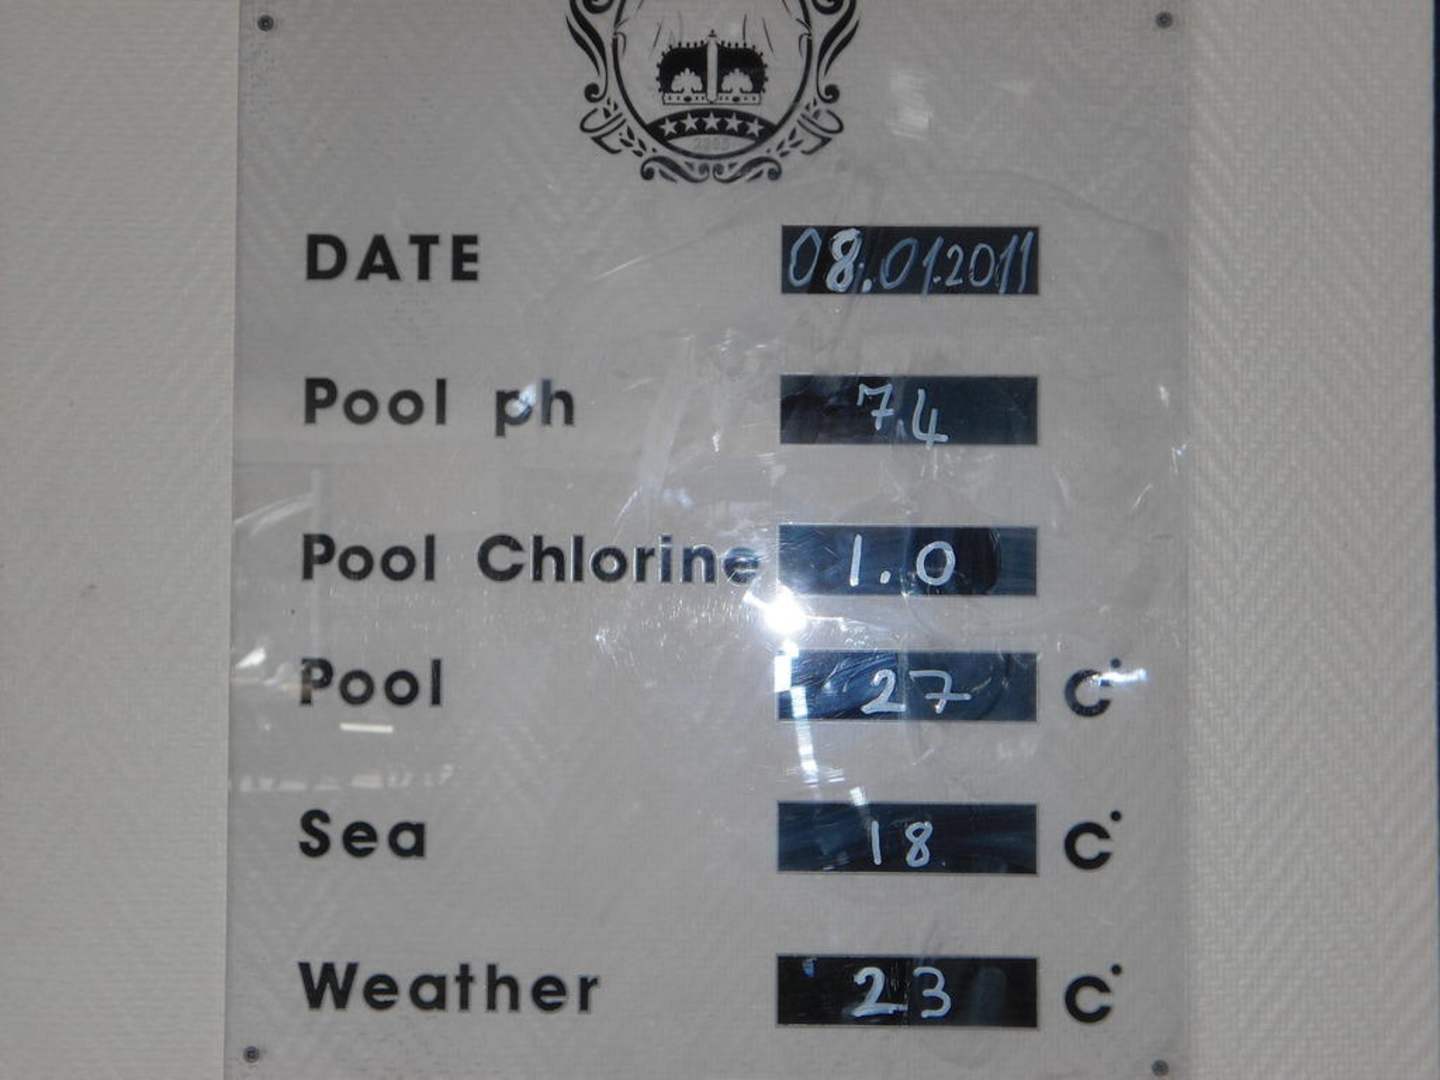 DATE 08.01.2011
Pool ph 7.4
Pool Chlorine 1.0
Pool 27 C°
Sea 18 C°
Weather 23 C°